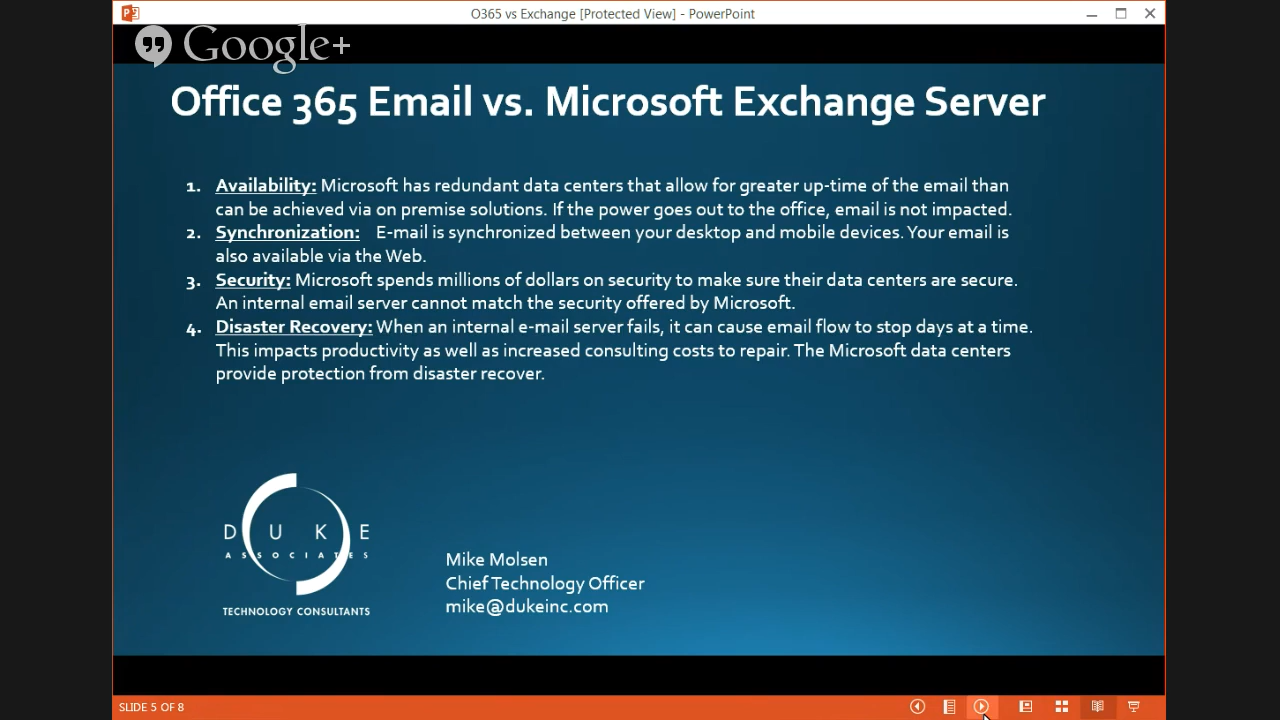 O365 vs Exchange [Protected View] - PowerPoint
Google+
Office 365 Email vs. Microsoft Exchange Server
1. Availability: Microsoft has redundant data centers that allow for greater up-time of the email than
can be achieved via on premise solutions. If the power goes out to the office, email is not impacted.
2. Synchronization: E-mail is synchronized between your desktop and mobile devices. Your email is
also available via the Web.
3. Security: Microsoft spends millions of dollars on security to make sure their data centers are secure.
An internal email server cannot match the security offered by Microsoft.
4. Disaster Recovery: When an internal e-mail server fails, it can cause email flow to stop days at a time.
This impacts productivity as well as increased consulting costs to repair. The Microsoft data centers
provide protection from disaster recover.
DUKE
ASSOCIATES
TECHNOLOGY CONSULTANTS
Mike Molsen
Chief Technology Officer
mike@dukeinc.com
SLIDE 5 OF 8